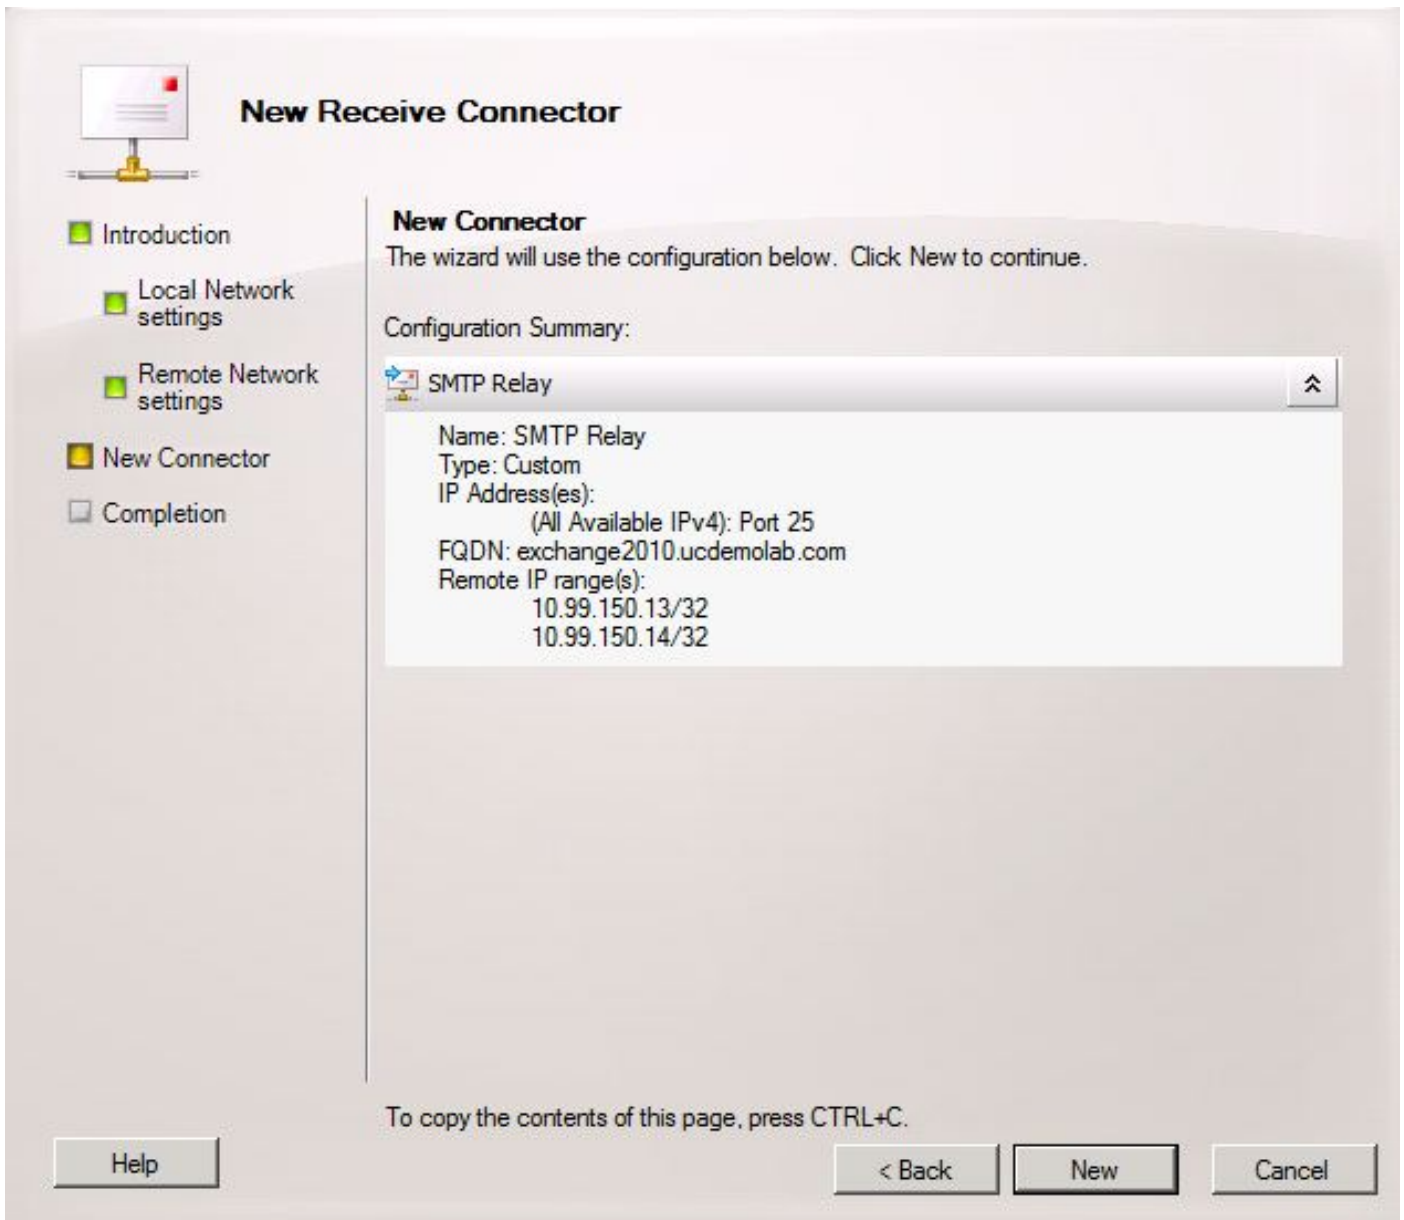 New Receive Connector
Introduction
Local Network
settings
Remote Network
settings
New Connector
Completion
New Connector
The wizard will use the configuration below. Click New to continue.
Configuration Summary:
SMTP Relay
Name: SMTP Relay
Type: Custom
IP Address(es):
(All Available IPv4): Port 25
FQDN: exchange2010.ucdemolab.com
Remote IP range(s):
10.99.150.13/32
10.99.150.14/32
To copy the contents of this page, press CTRL+C.
Help
< Back
New
Cancel